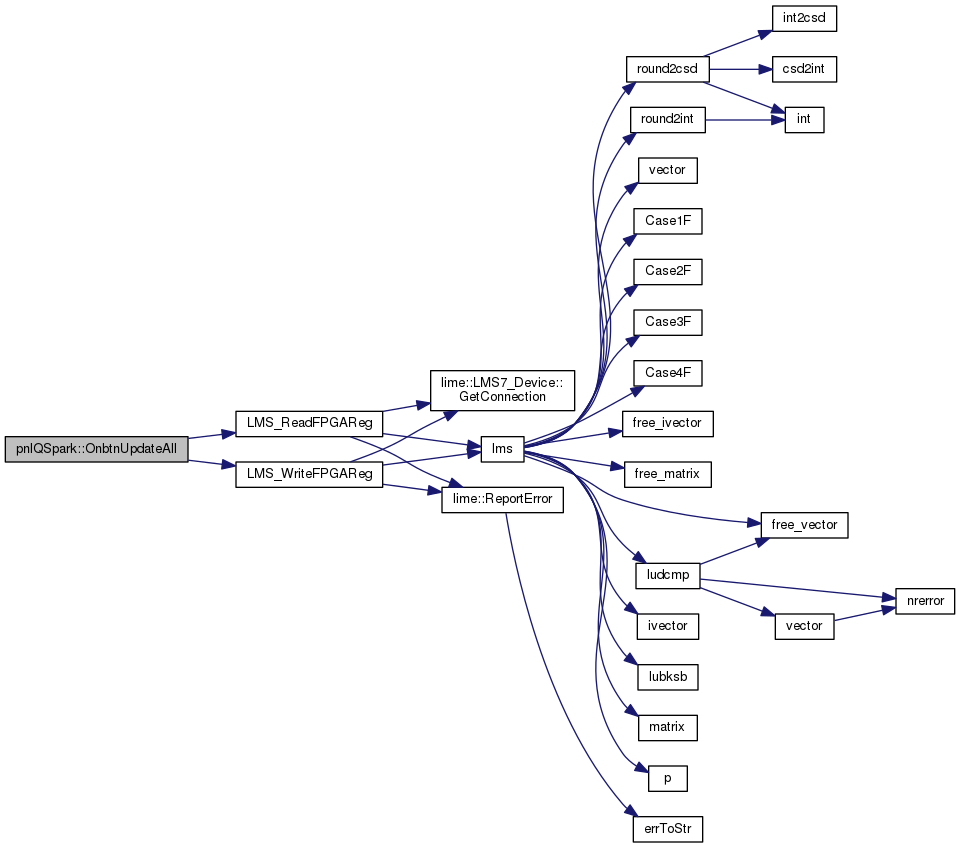 pnlQSpark::OnbtnUpdateAll
LMS_ReadFPGAReg
LMS_WriteFPGAReg
lime::LMS7_Device::
GetConnection
lms
lime::ReportError
round2csd
round2int
vector
Case1F
Case2F
Case3F
Case4F
free_ivector
free_matrix
ludcmp
ivector
lubksb
matrix
p
errToStr
int2csd
csd2int
int
free_vector
vector
nrerror